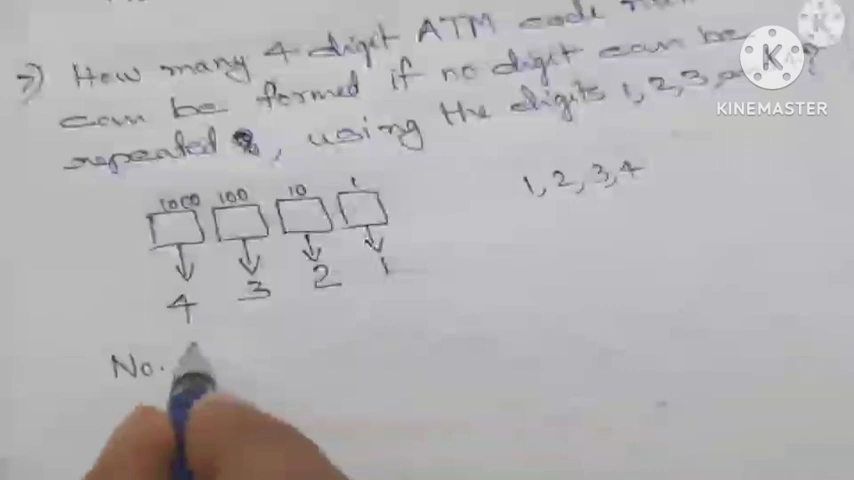 7) How many 4-digit ATM code
can be formed if no digit can be
repeated, using the digits 1, 2, 3, ?
1, 2, 3, 4
1000 100 10 1
4 3 2 1
No.
K
KINEMASTER